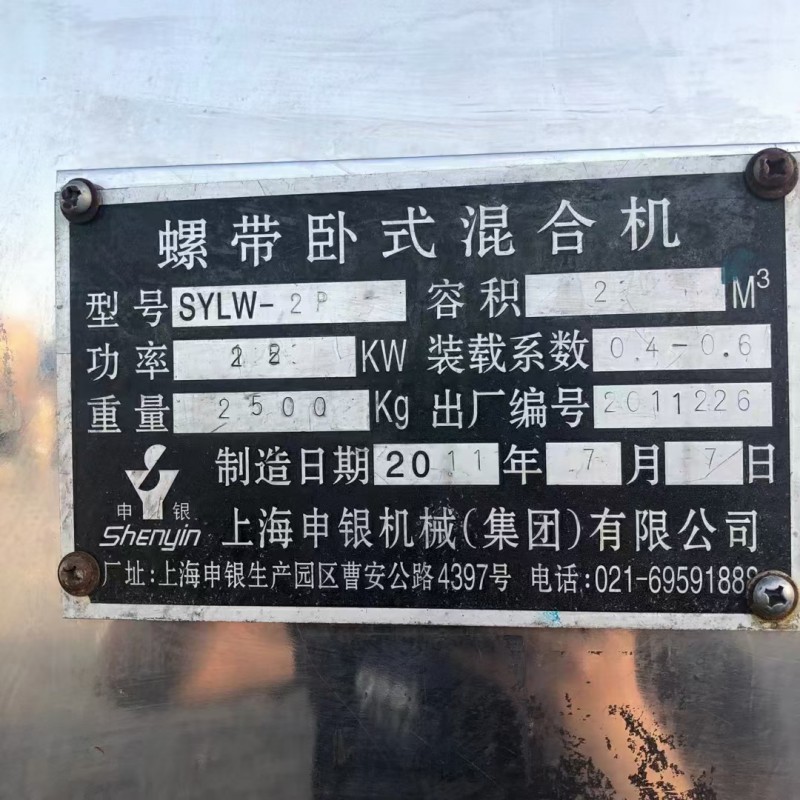 螺带卧式混合机
型号 SYLW- 2P 容积 2 M³
功率 22 KW 装载系数 0.4-0.6
重量 2500 Kg 出厂编号 2011226
制造日期 2011 年 7 月 7 日
申银
Shenyin 上海申银机械(集团)有限公司
厂址:上海申银生产园区曹安公路4397号 电话:021-69591888